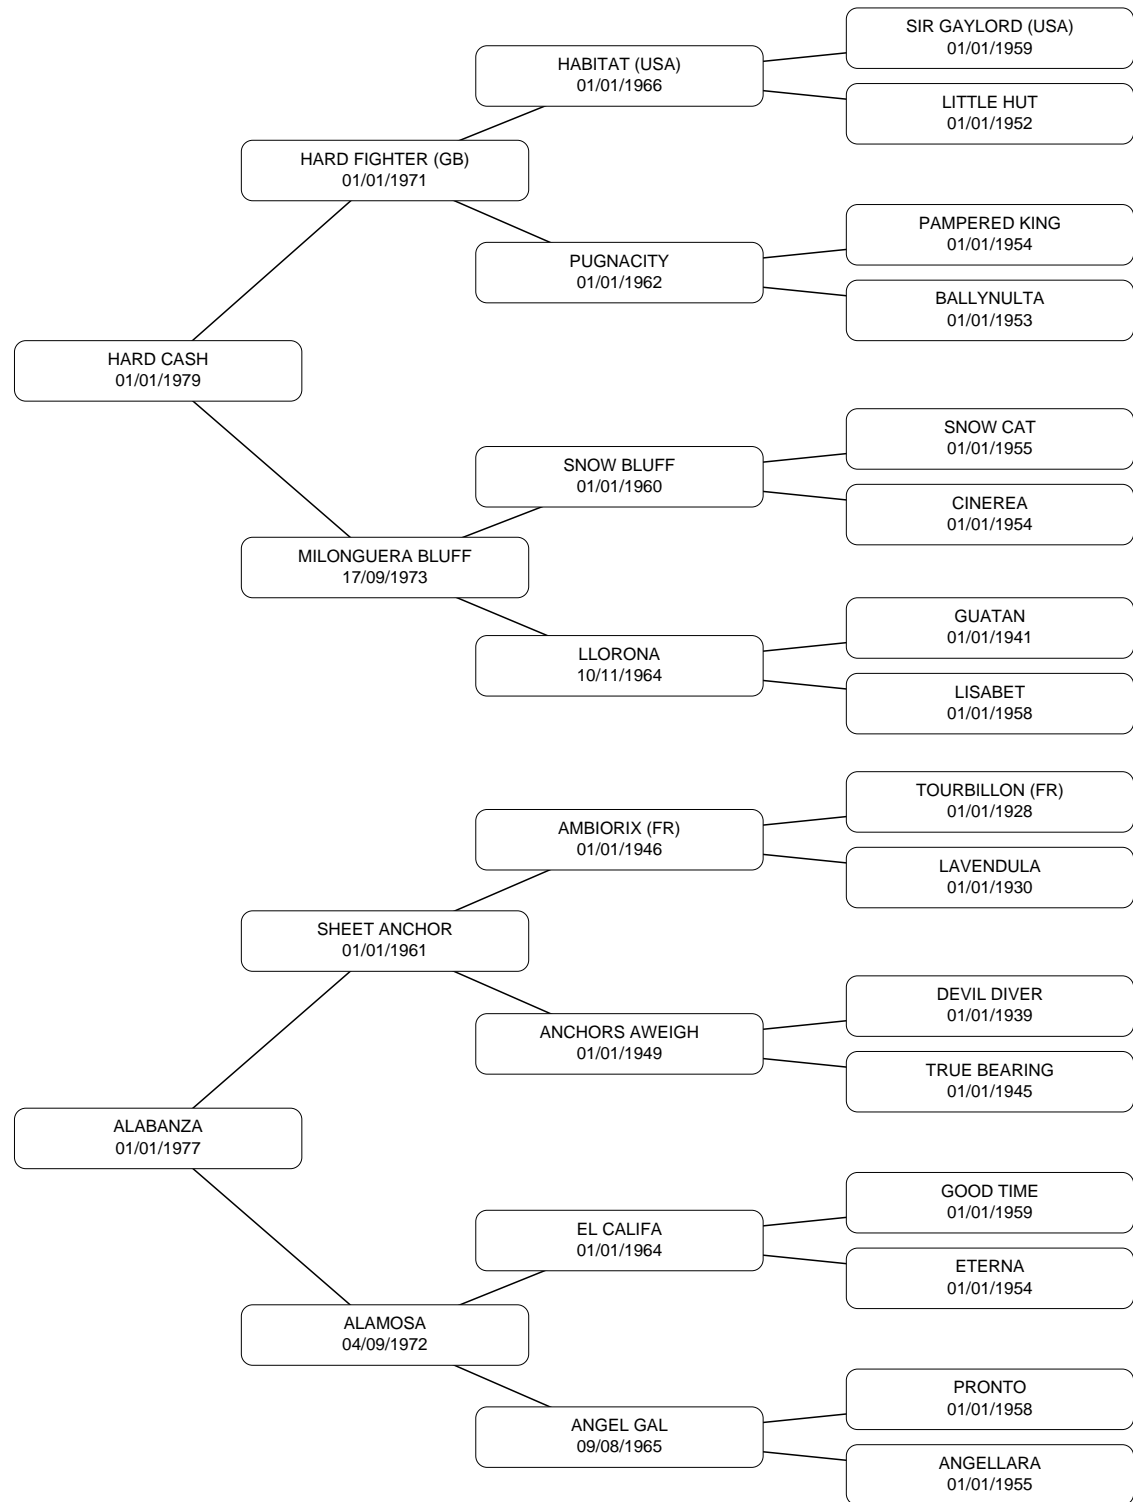 SIR GAYLORD (USA)
01/01/1959
HABITAT (USA)
01/01/1966
LITTLE HUT
01/01/1952
HARD FIGHTER (GB)
01/01/1971
PAMPERED KING
01/01/1954
PUGNACITY
01/01/1962
BALLYNULTA
01/01/1953
HARD CASH
01/01/1979
SNOW CAT
01/01/1955
SNOW BLUFF
01/01/1960
CINEREA
01/01/1954
MILONGUERA BLUFF
17/09/1973
GUATAN
01/01/1941
LLORONA
10/11/1964
LISABET
01/01/1958
TOURBILLON (FR)
01/01/1928
AMBIORIX (FR)
01/01/1946
LAVENDULA
01/01/1930
SHEET ANCHOR
01/01/1961
DEVIL DIVER
01/01/1939
ANCHORS AWEIGH
01/01/1949
TRUE BEARING
01/01/1945
ALABANZA
01/01/1977
GOOD TIME
01/01/1959
EL CALIFA
01/01/1964
ETERNA
01/01/1954
ALAMOSA
04/09/1972
PRONTO
01/01/1958
ANGEL GAL
09/08/1965
ANGELLARA
01/01/1955